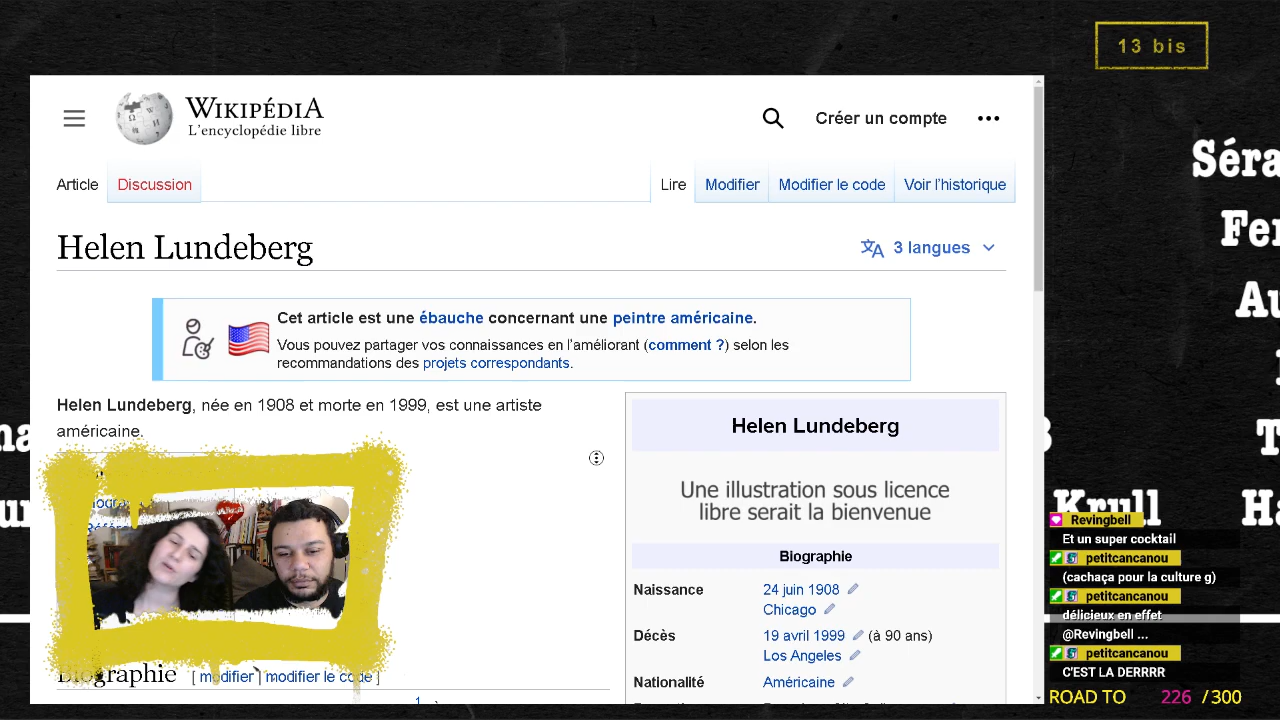 13 bis
WIKIPÉDIA
L'encyclopédie libre
Créer un compte
Article Discussion Lire Modifier Modifier le code Voir l'historique
Helen Lundeberg
3 langues
Cet article est une ébauche concernant une peintre américaine.
Vous pouvez partager vos connaissances en l'améliorant (comment ?) selon les
recommandations des projets correspondants.
Helen Lundeberg, née en 1908 et morte en 1999, est une artiste
américaine.
Biographie [ modifier | modifier le code ]
Helen Lundeberg
Une illustration sous licence
libre serait la bienvenue
Biographie
Naissance 24 juin 1908
Chicago
Décès 19 avril 1999 (à 90 ans)
Los Angeles
Nationalité Américaine
Séra
Fer
Au
Krull
Revingbell
Et un super cocktail
petitcancanou
(cachaça pour la culture g)
petitcancanou
délicieux en effet
@Revingbell ...
petitcancanou
C'EST LA DERRRR
ROAD TO 226 / 300